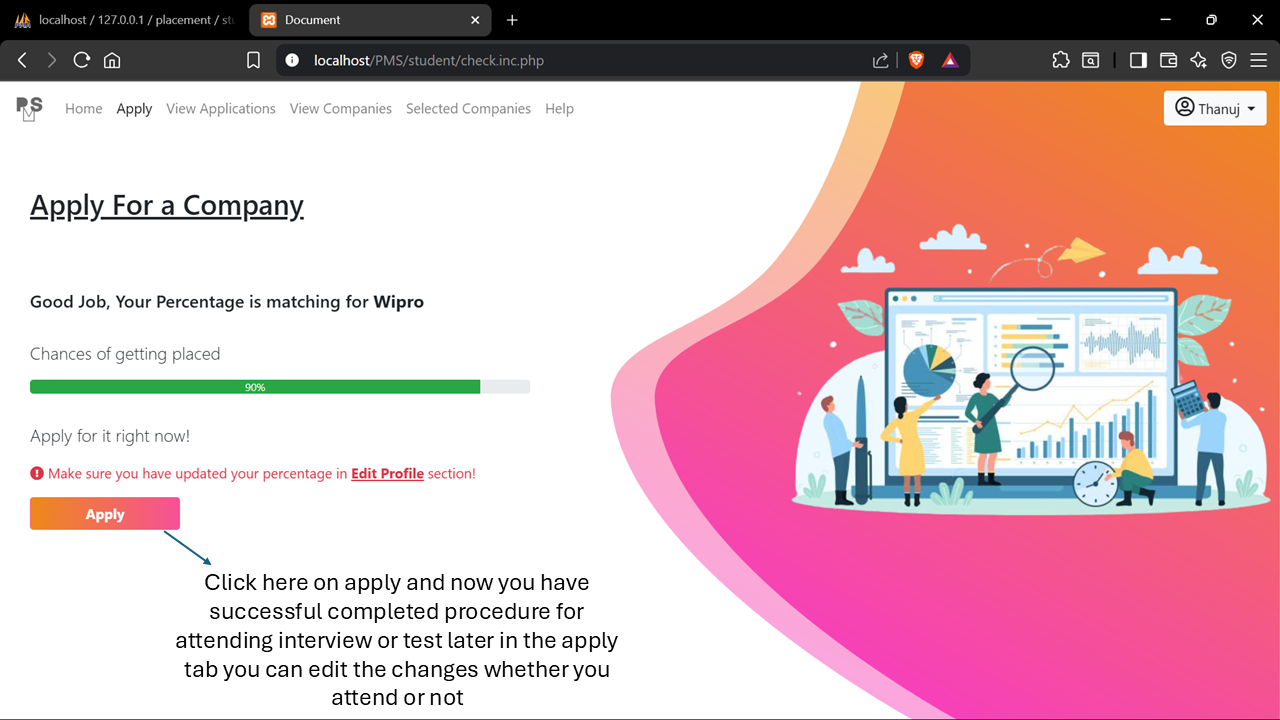 localhost / 127.0.0.1 / placement / stu
Document
localhost/PMS/student/check.inc.php
PMS
Home Apply View Applications View Companies Selected Companies Help
Thanuj
Apply For a Company
Good Job, Your Percentage is matching for Wipro
Chances of getting placed
90%
Apply for it right now!
Make sure you have updated your percentage in Edit Profile section!
Apply
Click here on apply and now you have
successful completed procedure for
attending interview or test later in the apply
tab you can edit the changes whether you
attend or not